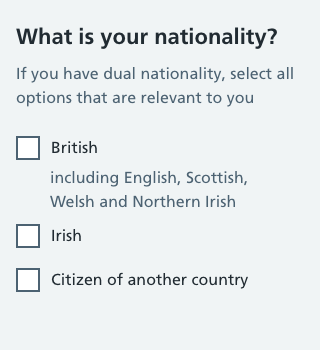 What is your nationality?
If you have dual nationality, select all
options that are relevant to you
British
including English, Scottish,
Welsh and Northern Irish
Irish
Citizen of another country